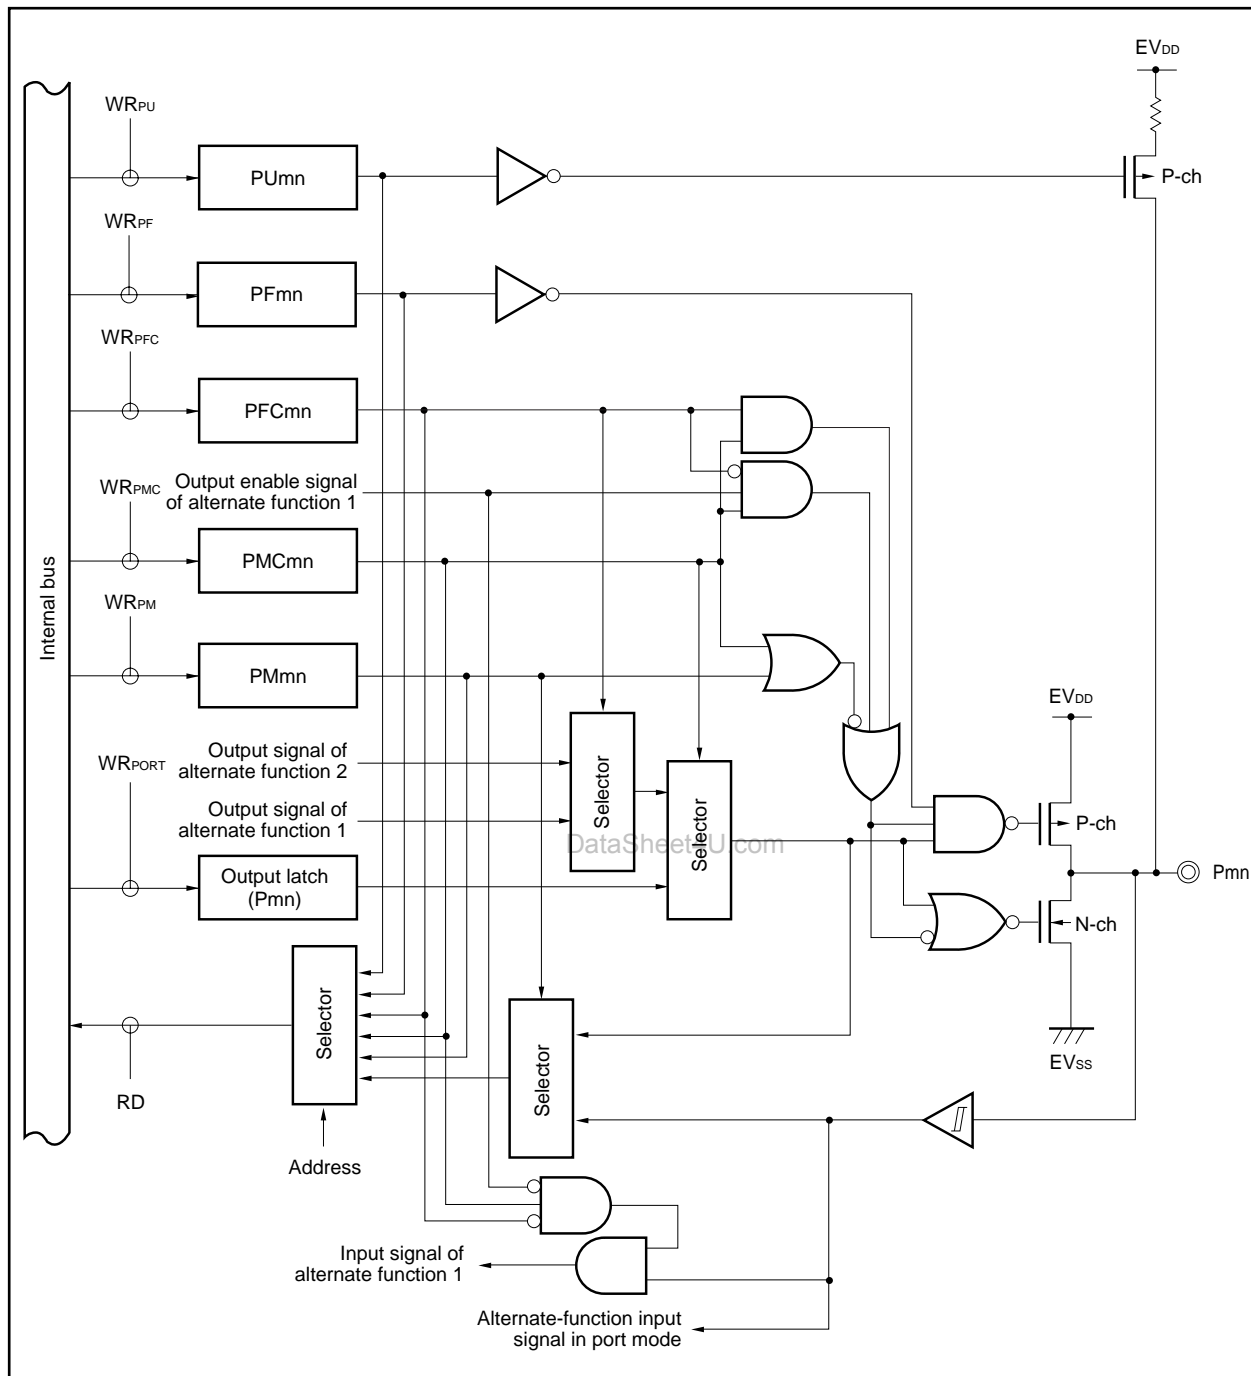 EVDD
WRPU
PUmn
P-ch
WRPF
PFmn
WRPFC
PFCmn
Output enable signal
of alternate function 1
WRPMC
PMCmn
Internal bus
WRPM
PMmn
EVDD
Output signal of
alternate function 2
WRPORT
Selector
Output signal of
alternate function 1
Selector
P-ch
DataSheet4U.com
Output latch
(Pmn)
Pmn
N-ch
Selector
Selector
EVSS
RD
Address
Input signal of
alternate function 1
Alternate-function input
signal in port mode